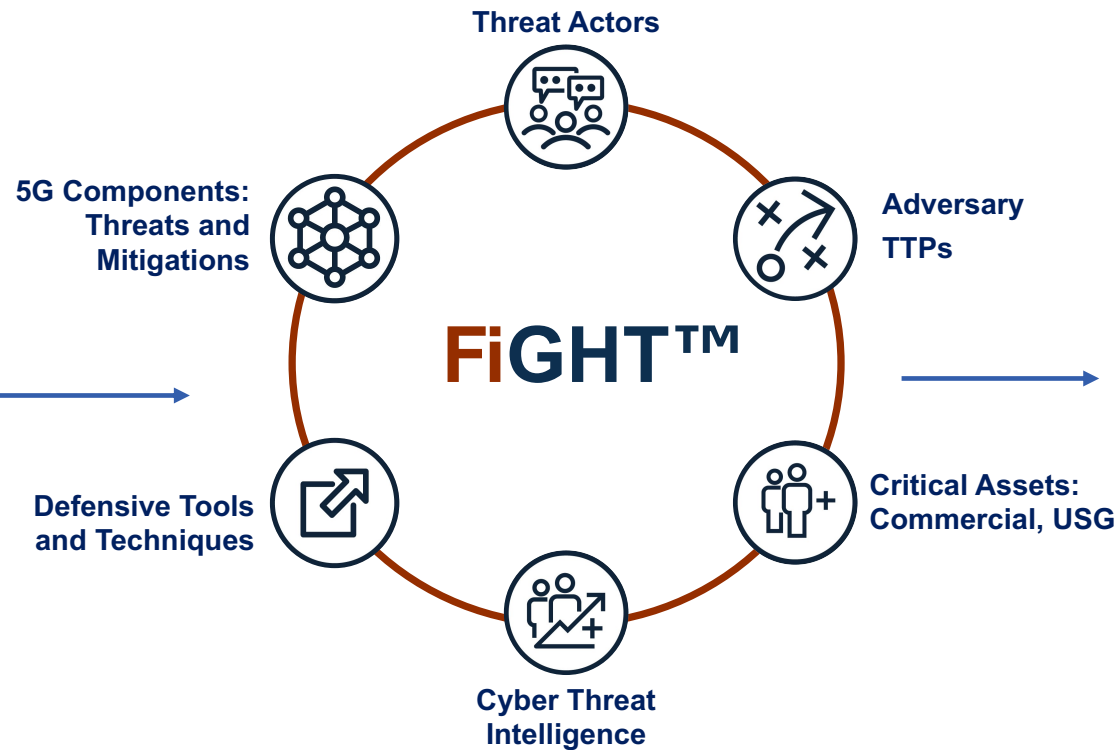 Threat Actors
5G Components:
Threats and
Mitigations
Adversary
TTPs
FiGHT™
Defensive Tools
and Techniques
Critical Assets:
Commercial, USG
Cyber Threat
Intelligence